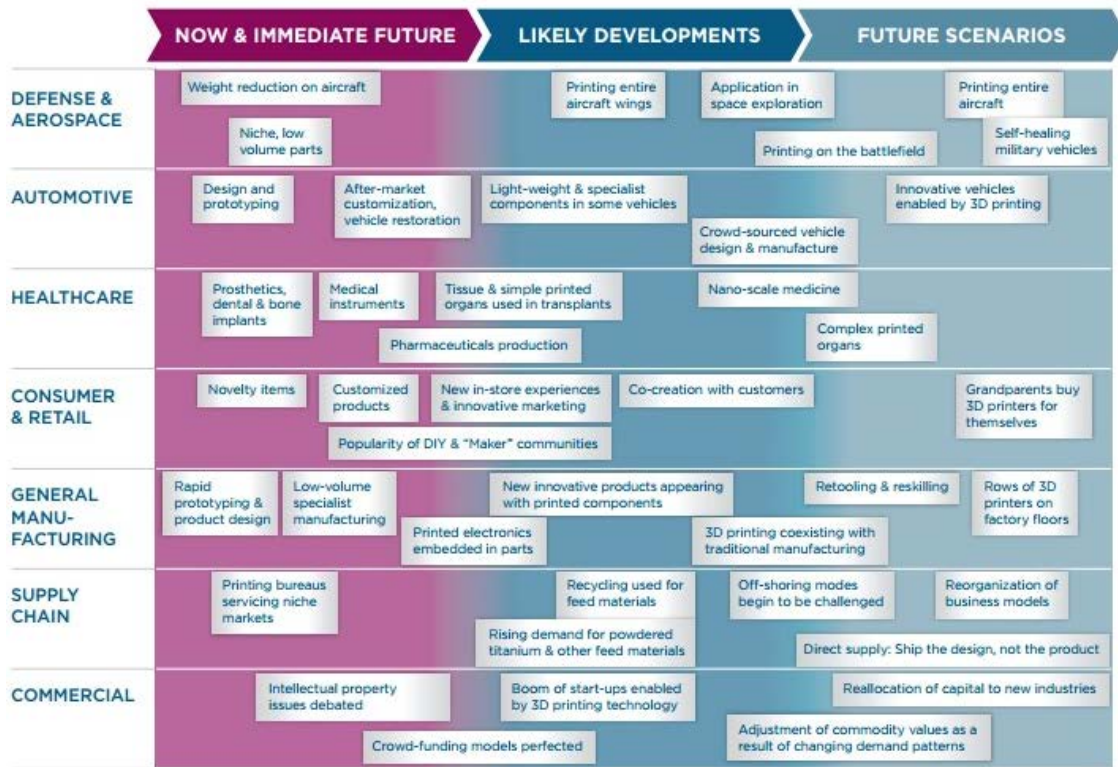 NOW & IMMEDIATE FUTURE
LIKELY DEVELOPMENTS
FUTURE SCENARIOS
DEFENSE &
AEROSPACE
Weight reduction on aircraft
Niche, low
volume parts
Printing entire
aircraft wings
Application in
space exploration
Printing on the battlefield
Printing entire
aircraft
Self-healing
military vehicles
AUTOMOTIVE
Design and
prototyping
After-market
customization,
vehicle restoration
Light-weight & specialist
components in some vehicles
Crowd-sourced vehicle
design & manufacture
Innovative vehicles
enabled by 3D printing
HEALTHCARE
Prosthetics,
dental & bone
implants
Medical
instruments
Tissue & simple printed
organs used in transplants
Pharmaceuticals production
Nano-scale medicine
Complex printed
organs
CONSUMER
& RETAIL
Novelty items
Customized
products
New in-store experiences
& innovative marketing
Popularity of DIY & “Maker” communities
Co-creation with customers
Grandparents buy
3D printers for
themselves
GENERAL
MANU-
FACTURING
Rapid
prototyping &
product design
Low-volume
specialist
manufacturing
Printed electronics
embedded in parts
New innovative products appearing
with printed components
3D printing coexisting with
traditional manufacturing
Retooling & reskilling
Rows of 3D
printers on
factory floors
SUPPLY
CHAIN
Printing bureaus
servicing niche
markets
Recycling used for
feed materials
Rising demand for powdered
titanium & other feed materials
Off-shoring modes
begin to be challenged
Reorganization of
business models
Direct supply: Ship the design, not the product
COMMERCIAL
Intellectual property
issues debated
Crowd-funding models perfected
Boom of start-ups enabled
by 3D printing technology
Adjustment of commodity values as a
result of changing demand patterns
Reallocation of capital to new industries